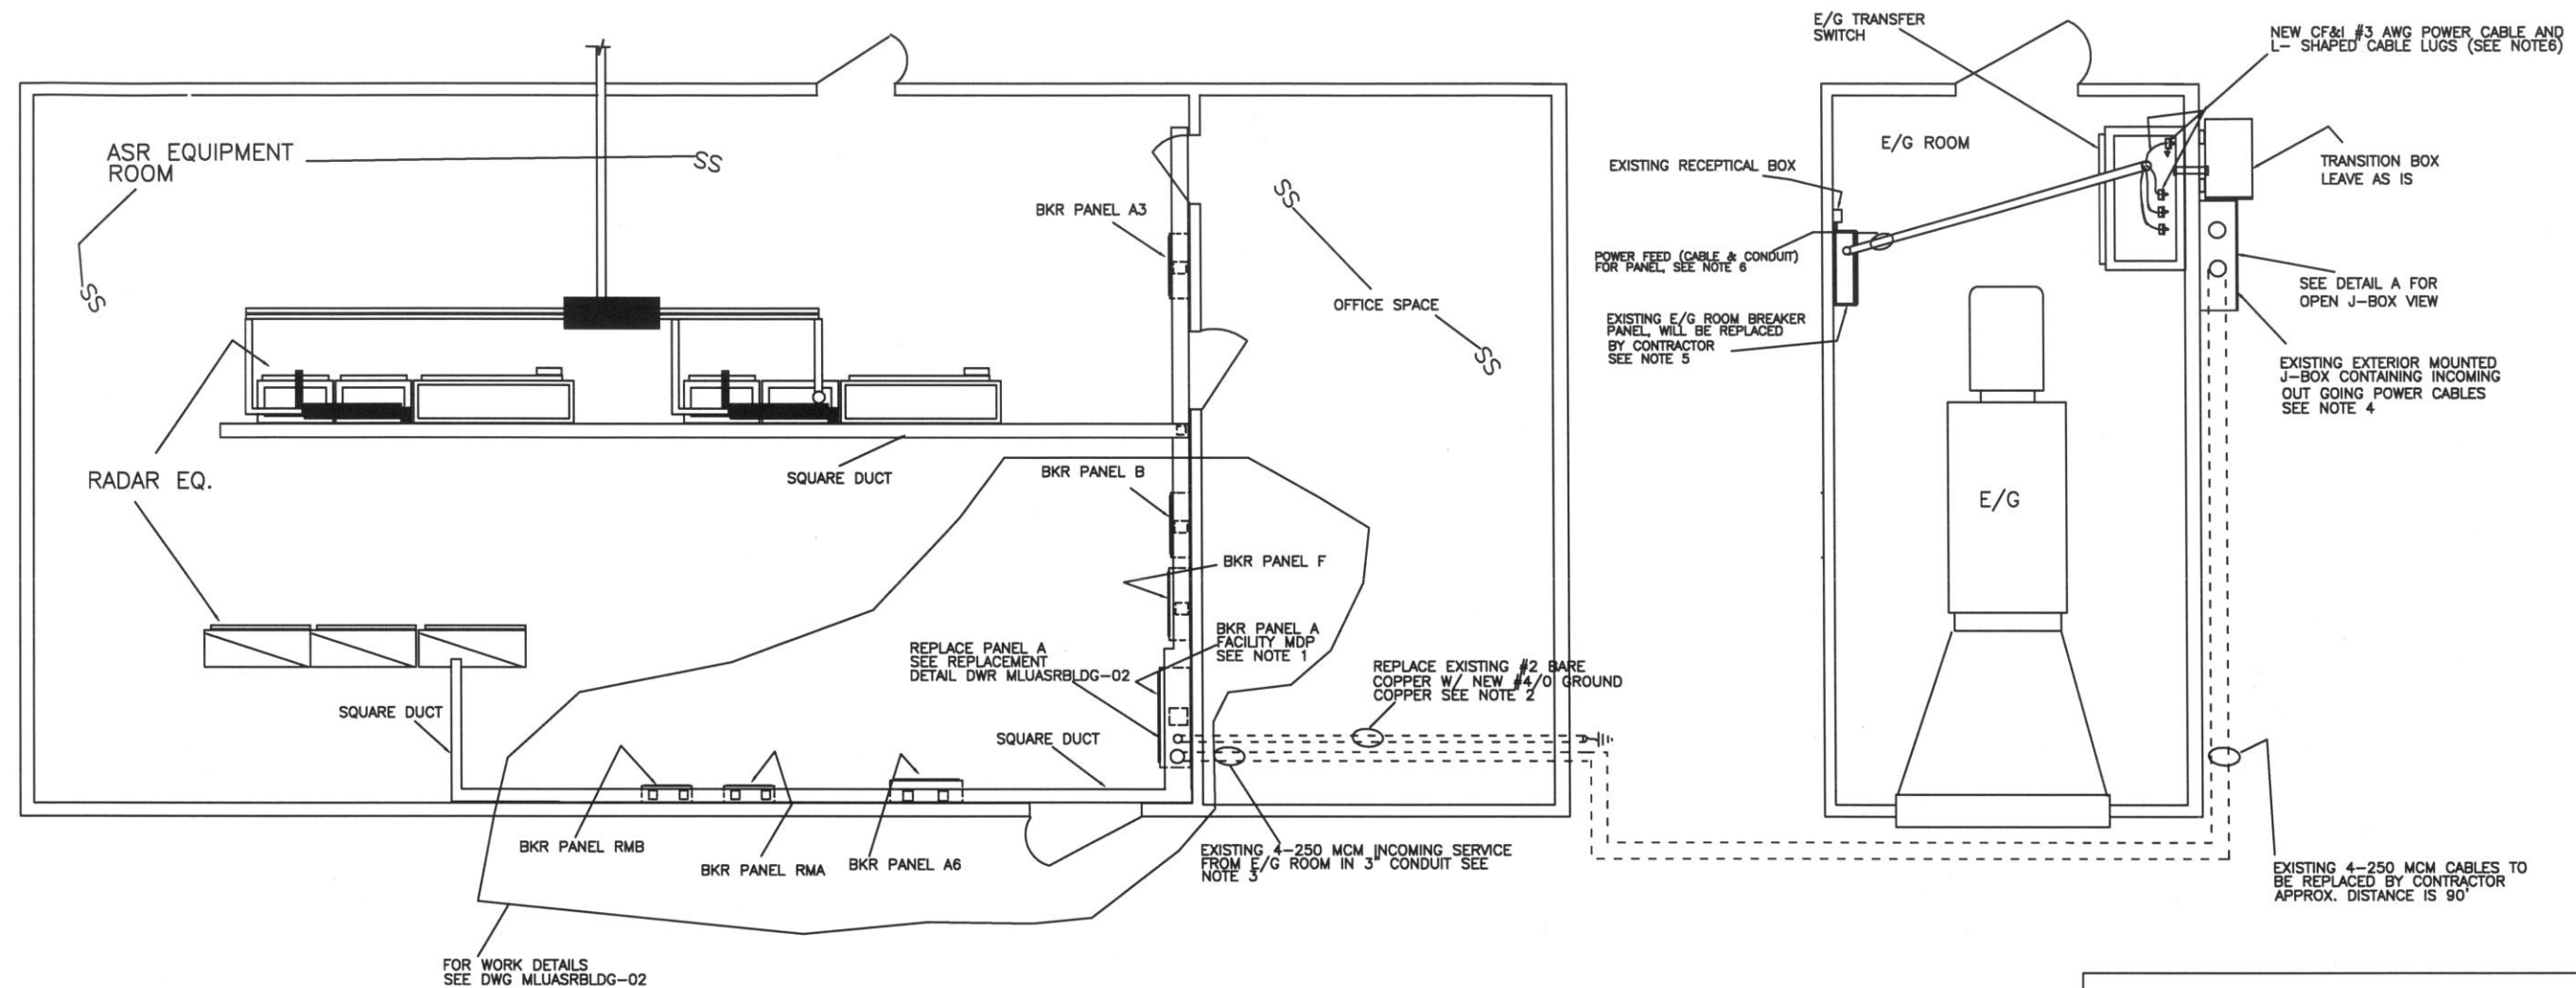 E/G TRANSFER
SWITCH
NEW CF&I #3 AWG POWER CABLE AND
L- SHAPED CABLE LUGS (SEE NOTE6)
ASR EQUIPMENT
ROOM
SS
SS
SS
SS
E/G ROOM
EXISTING RECEPTICAL BOX
TRANSITION BOX
LEAVE AS IS
BKR PANEL A3
POWER FEED (CABLE & CONDUIT)
FOR PANEL, SEE NOTE 6
OFFICE SPACE
SEE DETAIL A FOR
OPEN J-BOX VIEW
EXISTING E/G ROOM BREAKER
PANEL, WILL BE REPLACED
BY CONTRACTOR
SEE NOTE 5
EXISTING EXTERIOR MOUNTED
J-BOX CONTAINING INCOMING
OUT GOING POWER CABLES
SEE NOTE 4
RADAR EQ.
SQUARE DUCT
BKR PANEL B
E/G
BKR PANEL F
BKR PANEL A
FACILITY MDP
SEE NOTE 1
REPLACE PANEL A
SEE REPLACEMENT
DETAIL DWR MLUASRBLDG-02
REPLACE EXISTING #2 BARE
COPPER W/ NEW #4/0 GROUND
COPPER SEE NOTE 2
SQUARE DUCT
SQUARE DUCT
BKR PANEL RMB
BKR PANEL RMA
BKR PANEL A6
EXISTING 4-250 MCM INCOMING SERVICE
FROM E/G ROOM IN 3" CONDUIT SEE
NOTE 3
EXISTING 4-250 MCM CABLES TO
BE REPLACED BY CONTRACTOR
APPROX. DISTANCE IS 90'
FOR WORK DETAILS
SEE DWG MLUASRBLDG-02